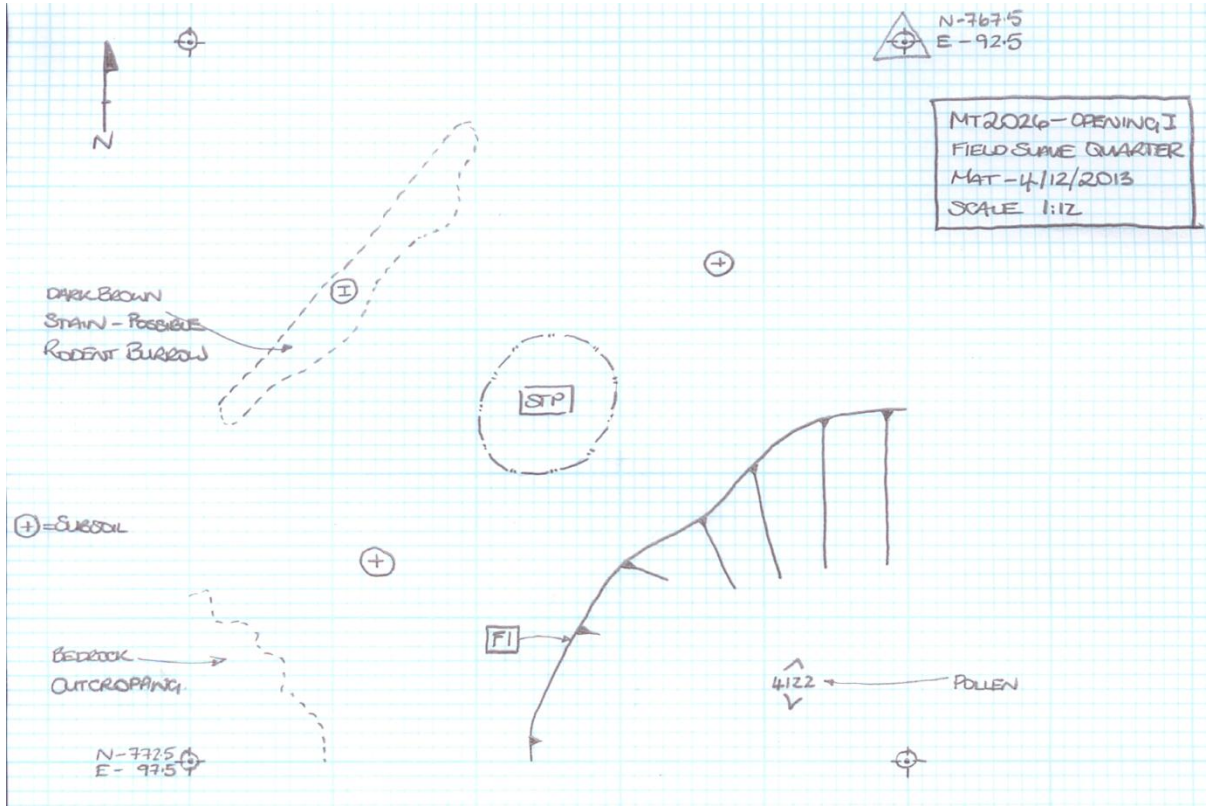 N-767.5
E-92.5
N
MT2026-OPENING I
FIELD SLAVE QUARTER
MAT-4/12/2013
SCALE 1:12
I
DARK BROWN
STAIN-POSSIBLE
RODENT BURROW
STP
+=SUBSOIL
F1
BEDROCK
OUTCROPPING.
4122
POLLEN
N-772.5
E-97.5